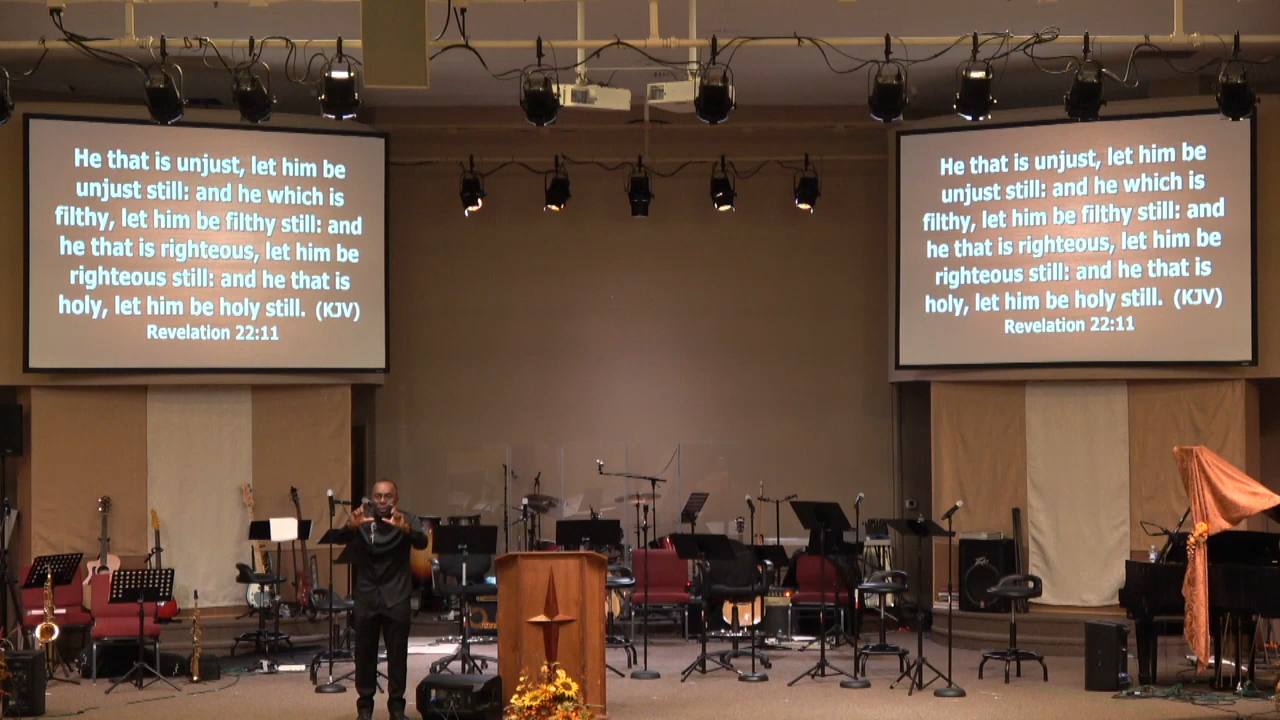 He that is unjust, let him be
unjust still: and he which is
filthy, let him be filthy still: and
he that is righteous, let him be
righteous still: and he that is
holy, let him be holy still. (KJV)
Revelation 22:11
He that is unjust, let him be
unjust still: and he which is
filthy, let him be filthy still: and
he that is righteous, let him be
righteous still: and he that is
holy, let him be holy still. (KJV)
Revelation 22:11